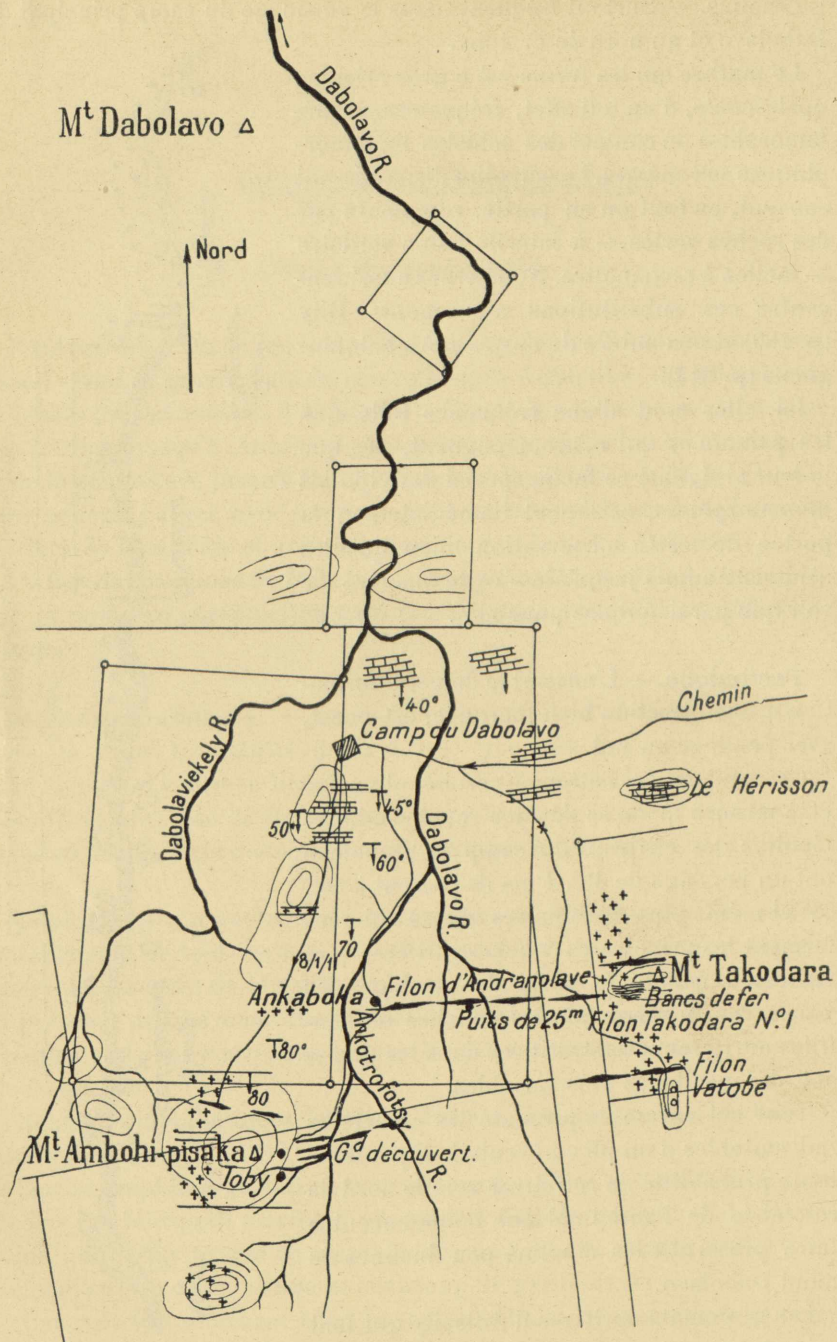 Dabolavo R.
Mt Dabolavo
Nord
40°
Chemin
Camp du Dabolavo
Dabolaviekely R.
Le Hérisson
50°
45°
Dabolavo R.
60°
70
Mt. Takodara
Filon d'Andranolave
Ankaboka
Bancs de fer
Puits de 25m
Filon Takodara No.1
Ankotrofotsy R.
80°
Filon
Vatobé
80
Mt. Ambohi-pisaka
Gd découvert.
Toby